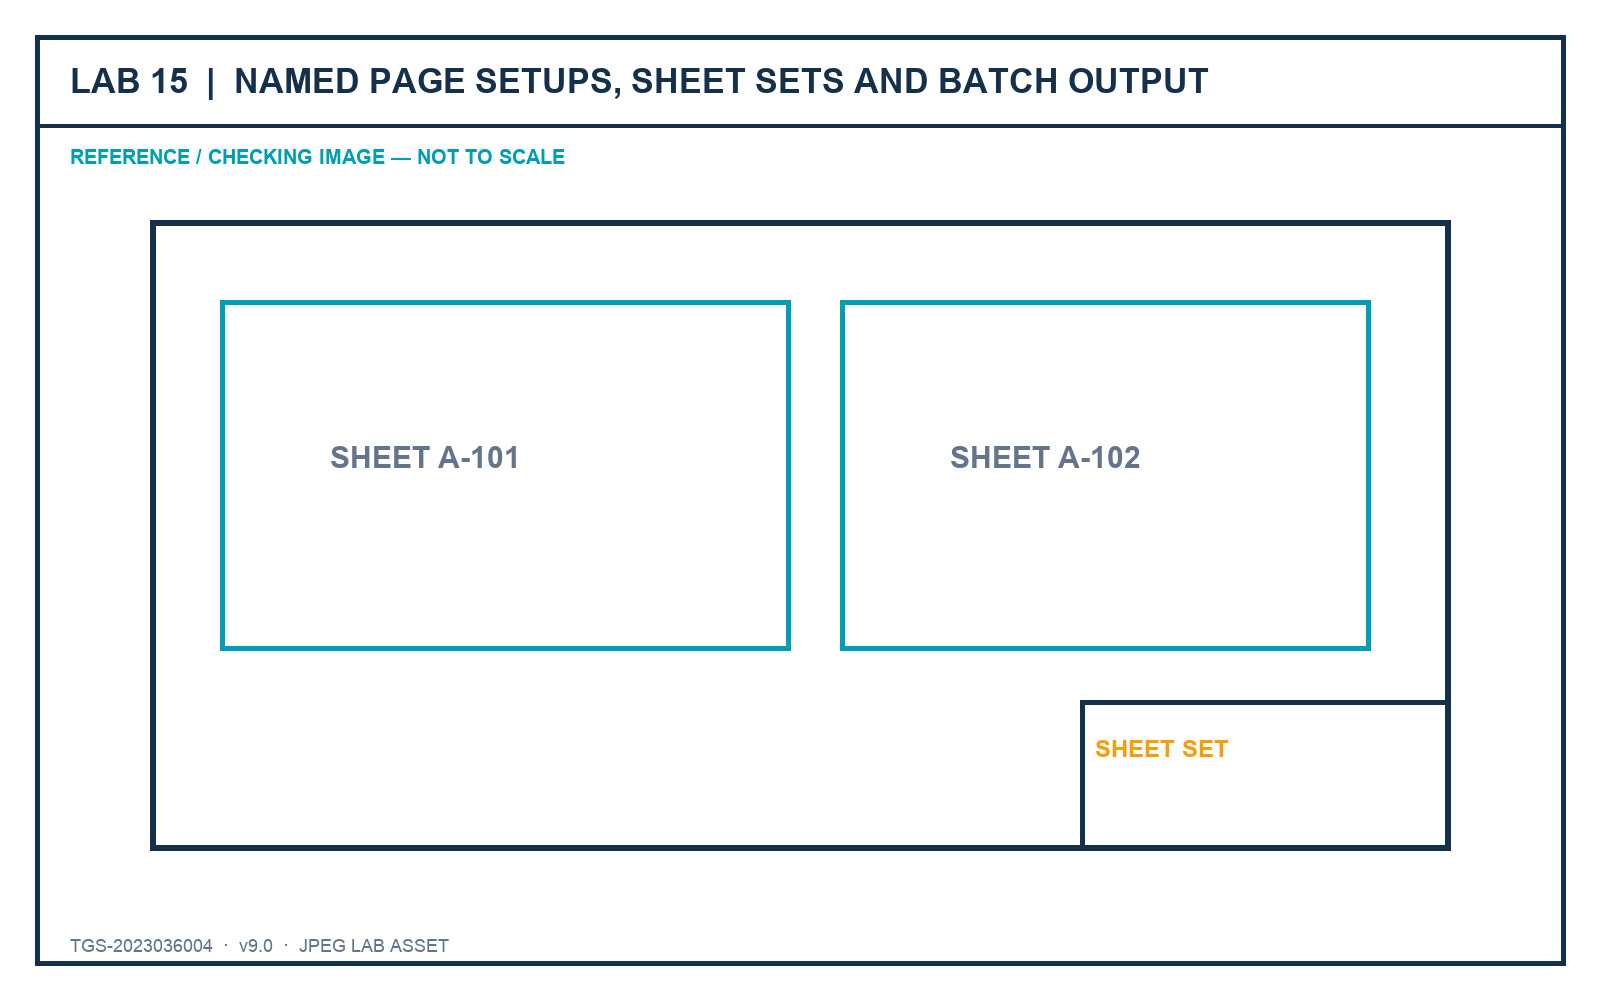 LAB 15 | NAMED PAGE SETUPS, SHEET SETS AND BATCH OUTPUT
REFERENCE / CHECKING IMAGE — NOT TO SCALE
SHEET A-101
SHEET A-102
SHEET SET
TGS-2023036004 · v9.0 · JPEG LAB ASSET